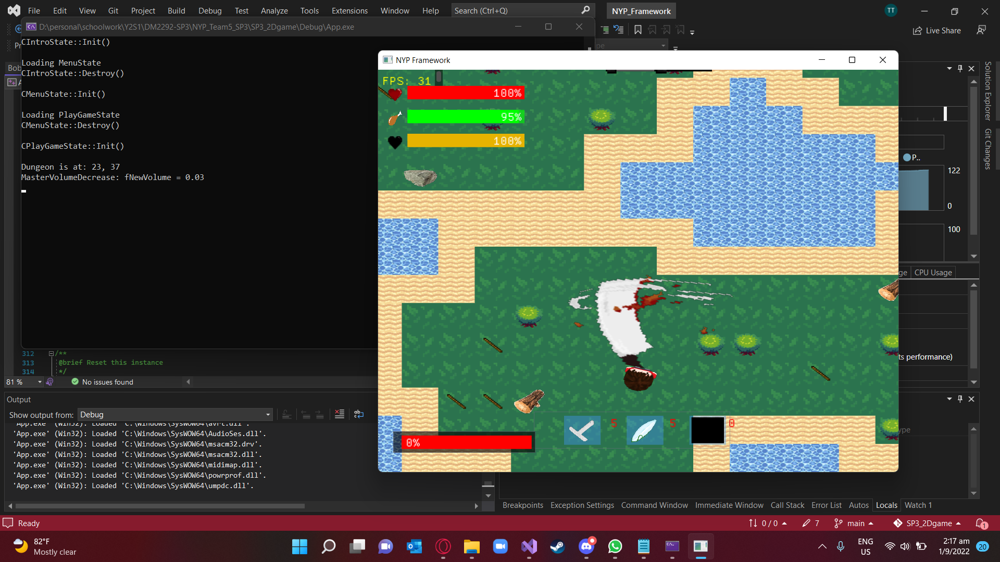 File Edit View Git Project Build Debug Test Analyze Tools Extensions Window Help
Search (Ctrl+Q)
NYP_Framework
TT
D:\personal\schoolwork\Y2S1\DM2292-SP3\NYP_Team5_SP3\SP3_2Dgame\Debug\App.exe
Live Share
CIntroState::Init()
Loading MenuState
CIntroState::Destroy()
CMenuState::Init()
Loading PlayGameState
CMenuState::Destroy()
CPlayGameState::Init()
Dungeon is at: 23, 37
MasterVolumeDecrease: fNewVolume = 0.03
NYP Framework
FPS: 31
100%
95%
100%
0%
5
5
0
Solution Explorer
Git Changes
P..
122
0
100
CPU Usage
ts performance)
312 /**
313 @brief Reset this instance
314 */
81 %
No issues found
Output
Show output from: Debug
'App.exe' (Win32): Loaded 'C:\Windows\SysWOW64\avrt.dll'.
'App.exe' (Win32): Loaded 'C:\Windows\SysWOW64\AudioSes.dll'.
'App.exe' (Win32): Loaded 'C:\Windows\SysWOW64\msacm32.drv'.
'App.exe' (Win32): Loaded 'C:\Windows\SysWOW64\msacm32.dll'.
'App.exe' (Win32): Loaded 'C:\Windows\SysWOW64\midimap.dll'.
'App.exe' (Win32): Loaded 'C:\Windows\SysWOW64\powrprof.dll'.
'App.exe' (Win32): Loaded 'C:\Windows\SysWOW64\umpdc.dll'.
Breakpoints Exception Settings Command Window Immediate Window Call Stack Error List Autos Locals Watch 1
Ready
0 / 0
7
main
SP3_2Dgame
1
82°F
Mostly clear
ENG
US
2:17 am
1/9/2022
20